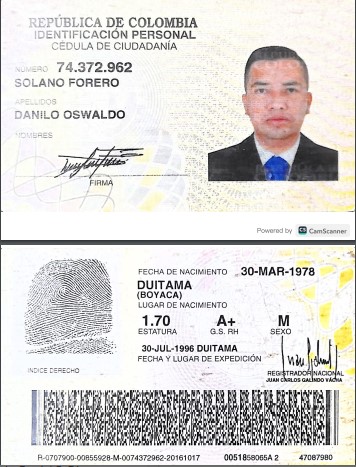 REPÚBLICA DE COLOMBIA
IDENTIFICACIÓN PERSONAL
CÉDULA DE CIUDADANÍA
NUMERO 74.372.962
SOLANO FORERO
APELLIDOS
DANILO OSWALDO
NOMBRES
FIRMA
Powered by CS CamScanner
FECHA DE NACIMIENTO 30-MAR-1978
DUITAMA
(BOYACA)
LUGAR DE NACIMIENTO
1.70 A+ M
ESTATURA G.S. RH SEXO
30-JUL-1996 DUITAMA
FECHA Y LUGAR DE EXPEDICIÓN
INDICE DERECHO
REGISTRADOR NACIONAL
JUAN CARLOS GALINDO VÁCHA
R-0707900-00855928-M-0074372962-20161017 0051858065A 2 47087980